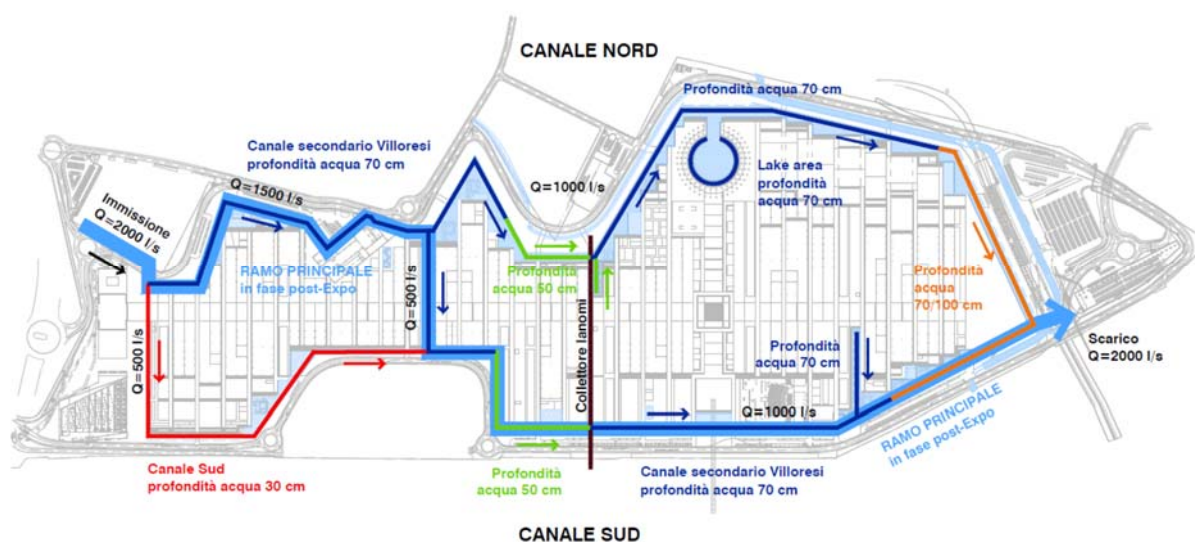 CANALE NORD
Profondità acqua 70 cm
Canale secondario Villoresi
profondità acqua 70 cm
Q=1500 l/s
Immissione
Q=2000 l/s
Q=1000 l/s
Lake area
profondità
acqua 70 cm
RAMO PRINCIPALE
in fase post-Expo
Q=500 l/s
Profondità
acqua 50 cm
Profondità
acqua
70/100 cm
Q=500 l/s
Collettore Ianomi
Profondità
acqua 70 cm
Scarico
Q=2000 l/s
Q=1000 l/s
RAMO PRINCIPALE
in fase post-Expo
Canale Sud
profondità acqua 30 cm
Profondità
acqua 50 cm
Canale secondario Villoresi
profondità acqua 70 cm
CANALE SUD